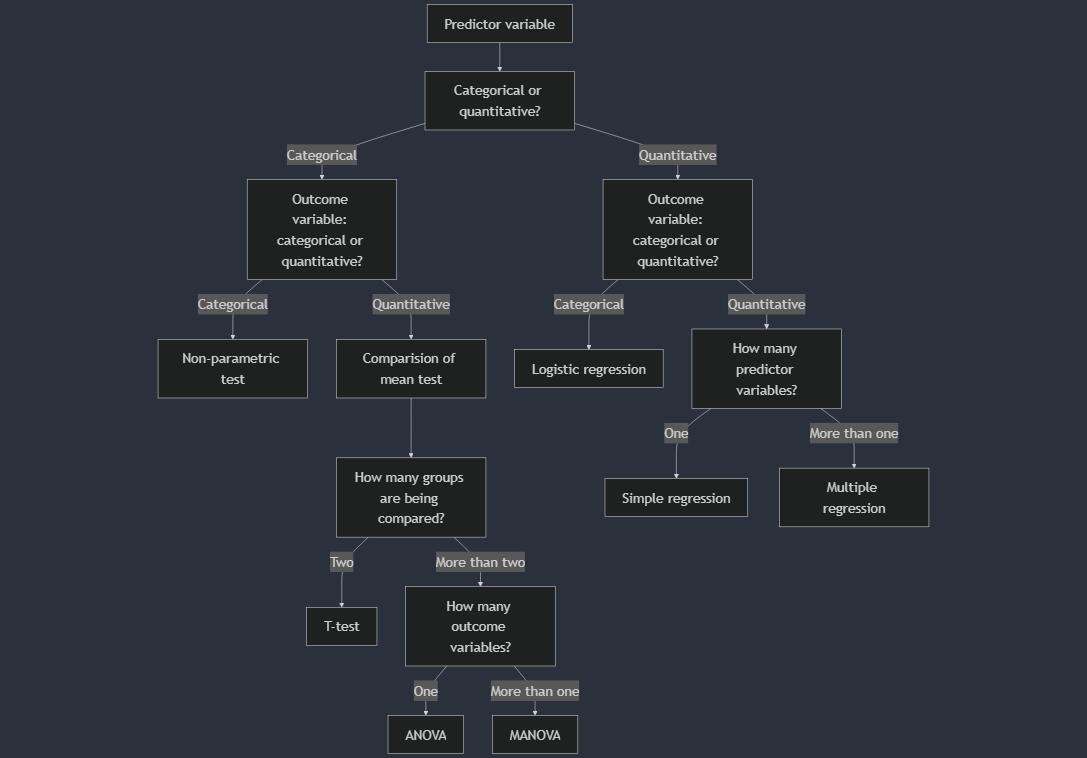 Predictor variable
Categorical or
quantitative?
Categorical
Quantitative
Outcome
variable:
categorical or
quantitative?
Outcome
variable:
categorical or
quantitative?
Categorical
Quantitative
Categorical
Quantitative
Non-parametric
test
Comparision of
mean test
Logistic regression
How many
predictor
variables?
One
More than one
How many groups
are being
compared?
Simple regression
Multiple
regression
Two
More than two
T-test
How many
outcome
variables?
One
More than one
ANOVA
MANOVA